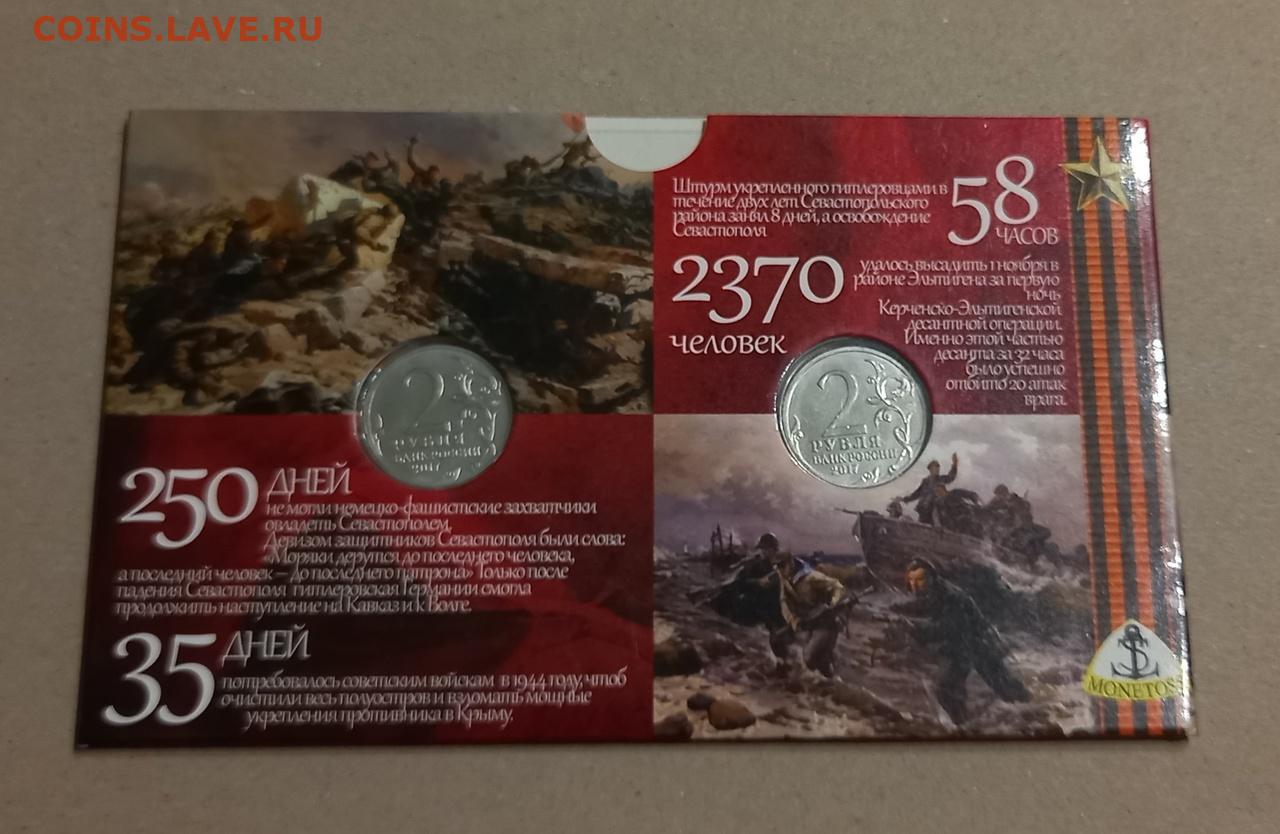 COINS.LAVE.RU
Штурм укрепленного гитлеровцами в
течение двух лет Севастопольского
района занял 8 дней, а освобождение
Севастополя
58
ЧАСОВ
2370
человек
удалось высадить 1 ноября в
районе Эльтигена за первую
ночь
Керченско-Эльтигенской
десантной операции.
Именно этой частью
десанта за 32 часа
было успешно
отбито 20 атак
врага.
2
РУБЛЯ
БАНК РОССИИ
2017
2
РУБЛЯ
БАНК РОССИИ
2017
250 ДНЕЙ
не могли немецко-фашистские захватчики
овладеть Севастополем.
Девизом защитников Севастополя были слова:
«Моряки дерутся до последнего человека,
а последний человек – до последнего патрона» Только после
падения Севастополя гитлеровская Германии смогла
продолжить наступление на Кавказ и к Волге.
35 ДНЕЙ
потребовалось советским войскам в 1944 году, чтоб
очистили весь полуостров и взломать мощные
укрепления противника в Крыму.
MONETOS